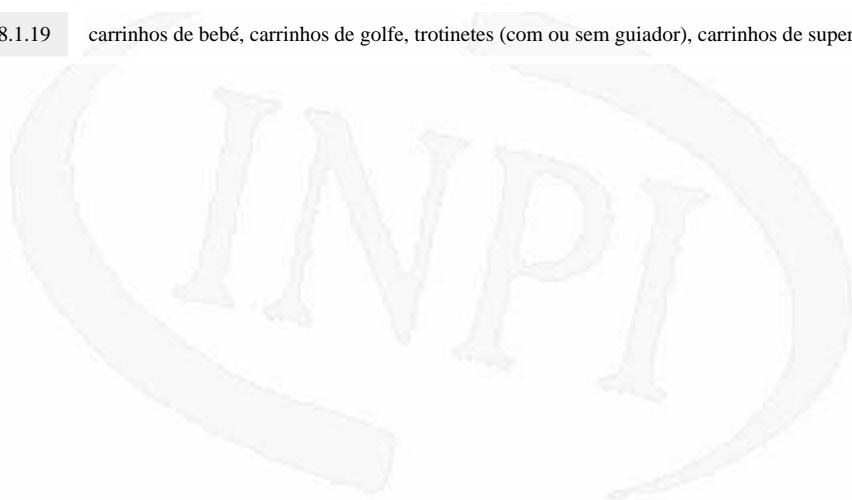 8.1.19 carrinhos de bebé, carrinhos de golfe, trotinetes (com ou sem guiador), carrinhos de super
INPI